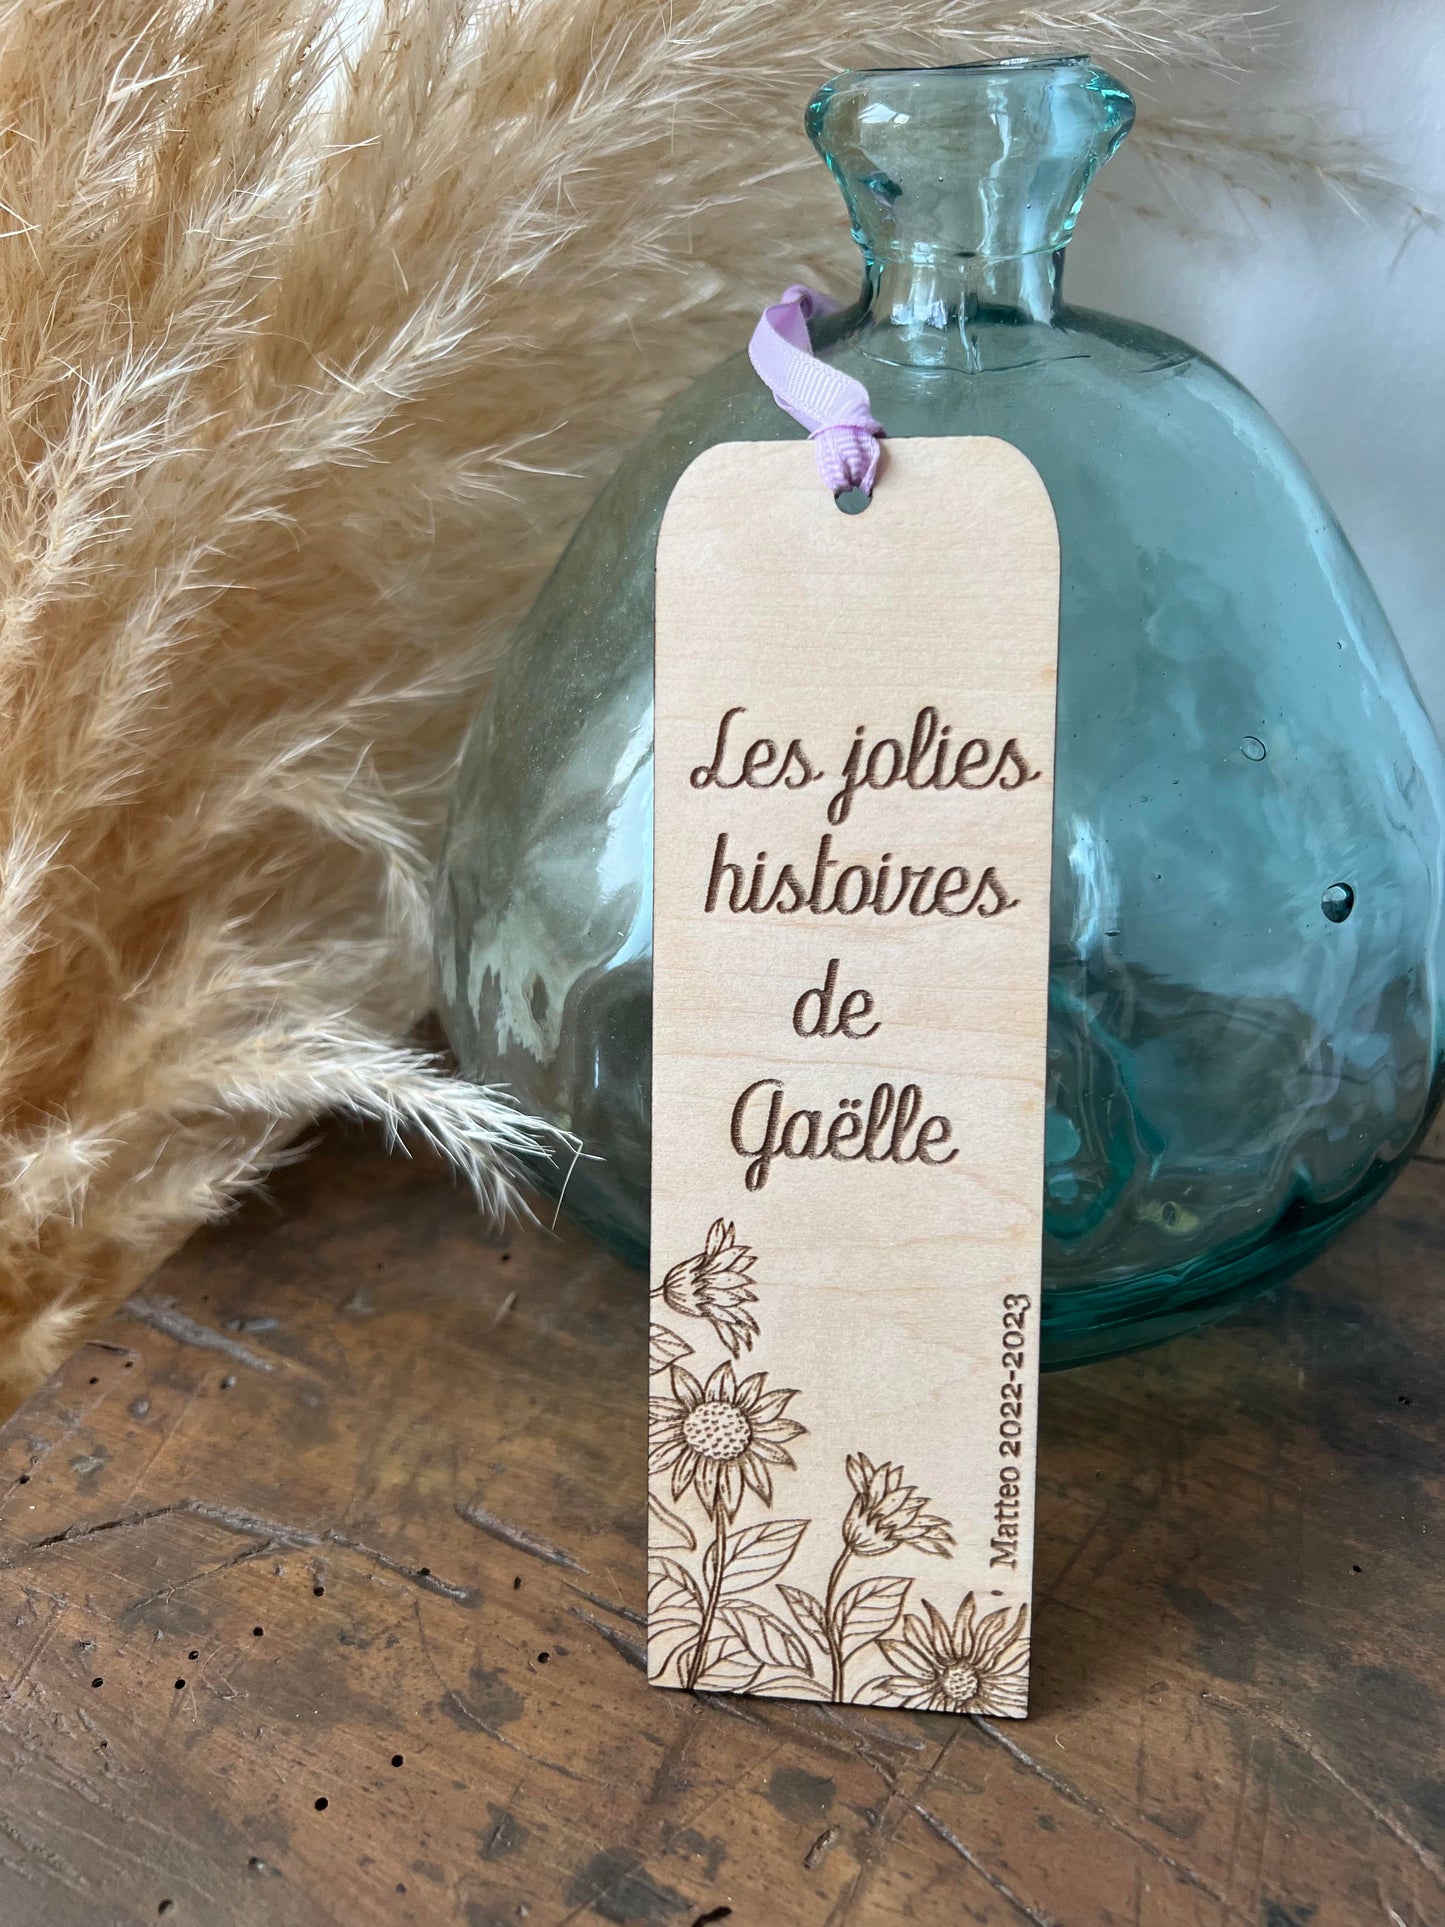 Les jolies
histoires
de
Gaëlle
Matteo 2022-2023